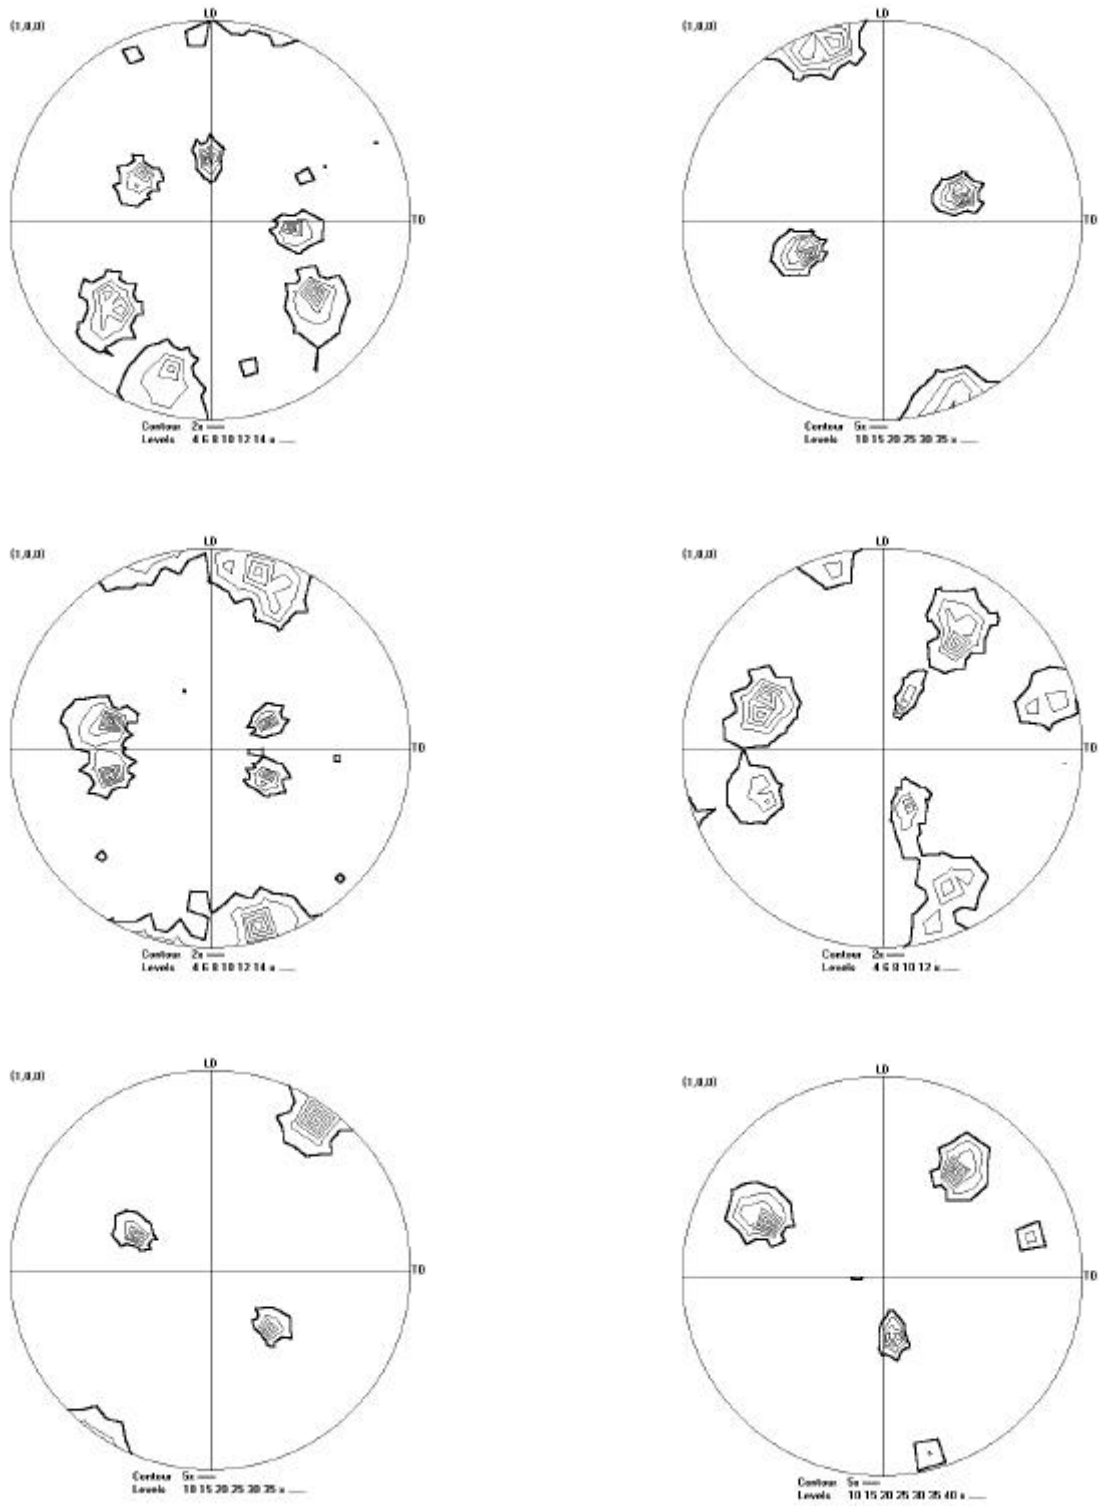 LD LD
(1,0,0) (1,0,0)
TD TD
Contour 2x Contour 5x
Levels 4 6 8 10 12 14 x Levels 10 15 20 25 30 35 x
LD LD
(1,0,0) (1,0,0)
TD TD
Contour 2x Contour 2x
Levels 4 6 8 10 12 14 x Levels 4 6 8 10 12 x
LD LD
(1,0,0) (1,0,0)
TD TD
Contour 5x Contour 5x
Levels 10 15 20 25 30 35 x Levels 10 15 20 25 30 35 40 x